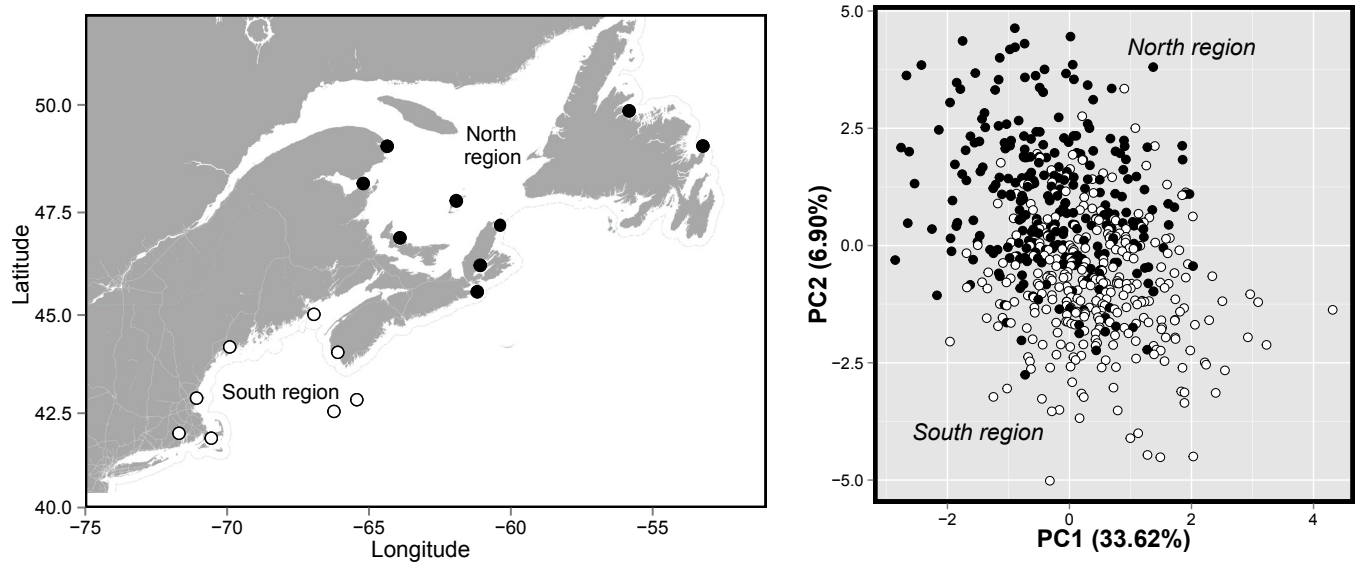 50.0
47.5
45.0
42.5
40.0
Latitude
−75
−70
−65
−60
−55
Longitude
North
region
South region
5.0
2.5
0.0
−2.5
−5.0
PC2 (6.90%)
−2
0
2
4
PC1 (33.62%)
North region
South region